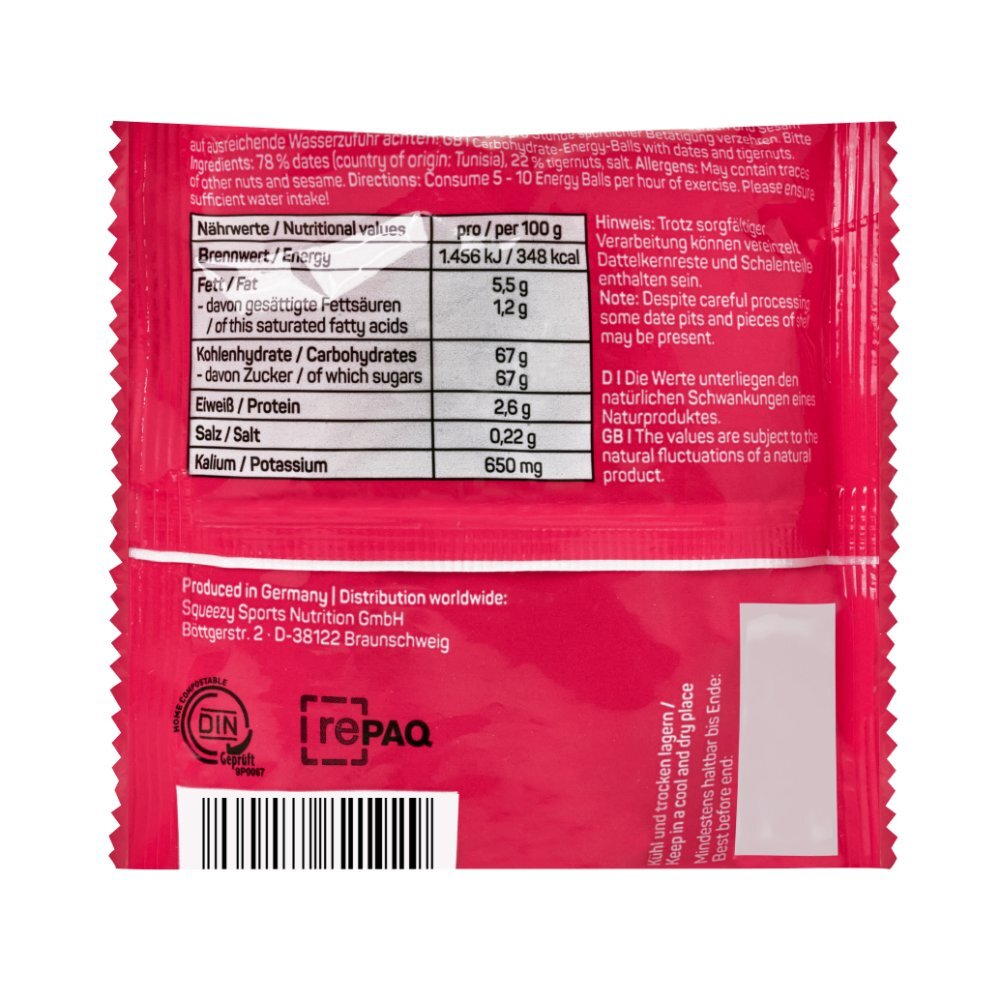 auf ausreichende Wasserzufuhr achten! GB | Carbohydrate-Energy-Balls with dates and tigernuts.
Stunde sportlicher Betätigung verzehren. Bitte
Ingredients: 78 % dates (country of origin: Tunisia), 22 % tigernuts, salt. Allergens: May contain traces
of other nuts and sesame. Directions: Consume 5 - 10 Energy Balls per hour of exercise. Please ensure
sufficient water intake!
Nährwerte / Nutritional values pro / per 100 g
Brennwert / Energy 1.456 kJ / 348 kcal
Fett / Fat 5,5 g
- davon gesättigte Fettsäuren 1,2 g
/ of this saturated fatty acids
Kohlenhydrate / Carbohydrates 67 g
- davon Zucker / of which sugars 67 g
Eiweiß / Protein 2,6 g
Salz / Salt 0,22 g
Kalium / Potassium 650 mg
Hinweis: Trotz sorgfältiger
Verarbeitung können vereinzelt
Dattelkernreste und Schalenteile
enthalten sein.
Note: Despite careful processing
some date pits and pieces of
may be present.
D | Die Werte unterliegen den
natürlichen Schwankungen eines
Naturproduktes.
GB | The values are subject to the
natural fluctuations of a natural
product.
Produced in Germany | Distribution worldwide:
Squeezy Sports Nutrition GmbH
Böttgerstr. 2 · D-38122 Braunschweig
HOME COMPOSTABLE
DIN
Geprüft
9P0067
rePAQ
Kühl und trocken lagern /
Keep in a cool and dry place
Mindestens haltbar bis Ende:
Best before end: